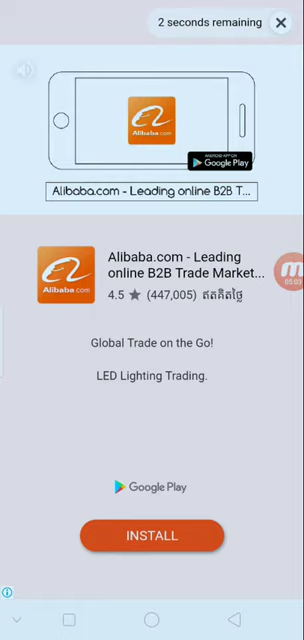 2 seconds remaining
Alibaba.com
ANDROID APP ON
Google Play
Alibaba.com - Leading online B2B T...
Alibaba.com
Alibaba.com - Leading
online B2B Trade Market...
4.5 ★ (447,005) ឥតគិតថ្លៃ
05:03
Global Trade on the Go!
LED Lighting Trading.
Google Play
INSTALL